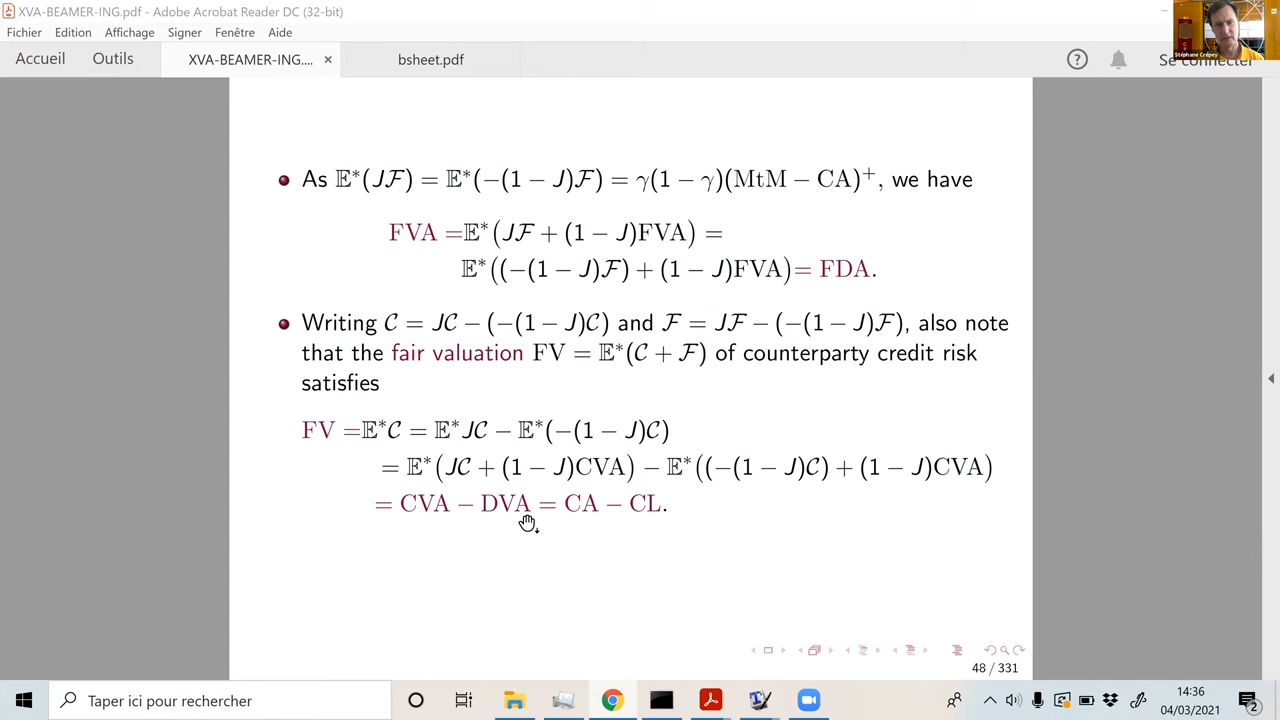 XVA-BEAMER-ING.pdf - Adobe Acrobat Reader DC (32-bit)
Fichier Edition Affichage Signer Fenêtre Aide
Accueil Outils XVA-BEAMER-ING.... × bsheet.pdf ? Se connecter
Stéphane Crépey
As 𝔼*(Jℱ) = 𝔼*(−(1 − J)ℱ) = γ(1 − γ)(MtM − CA)⁺, we have
FVA =𝔼*(Jℱ + (1 − J)FVA) =
𝔼*((−(1 − J)ℱ) + (1 − J)FVA)= FDA.
Writing 𝒞 = J𝒞 − (−(1 − J)𝒞) and ℱ = Jℱ − (−(1 − J)ℱ), also note
that the fair valuation FV = 𝔼*(𝒞 + ℱ) of counterparty credit risk
satisfies
FV =𝔼*𝒞 = 𝔼*J𝒞 − 𝔼*(−(1 − J)𝒞)
= 𝔼*(J𝒞 + (1 − J)CVA) − 𝔼*((−(1 − J)𝒞) + (1 − J)CVA)
= CVA − DVA = CA − CL.
48 / 331
Taper ici pour rechercher
14:36
04/03/2021
2